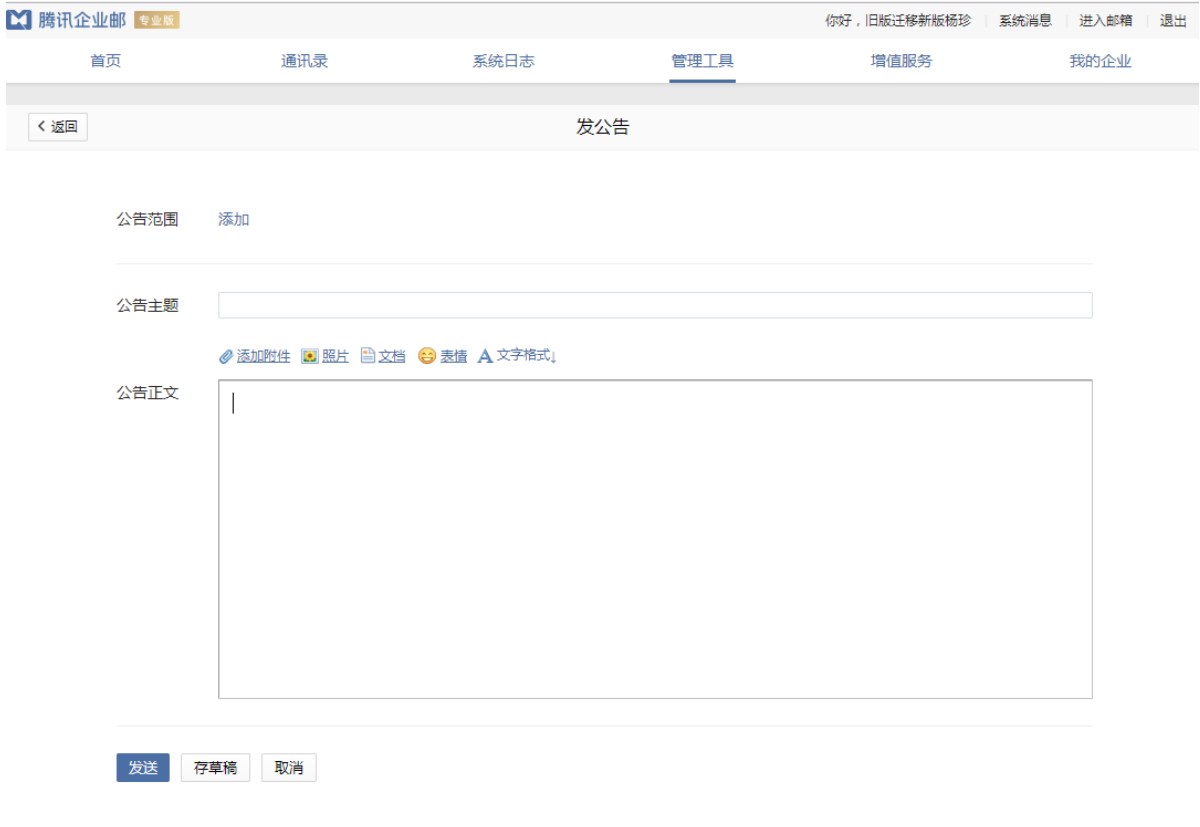 腾讯企业邮 专业版 你好，旧版迁移新版杨珍 系统消息 进入邮箱 退出
首页 通讯录 系统日志 管理工具 增值服务 我的企业
返回 发公告
公告范围 添加
公告主题
添加附件 照片 文档 表情 A 文字格式↓
公告正文
发送 存草稿 取消